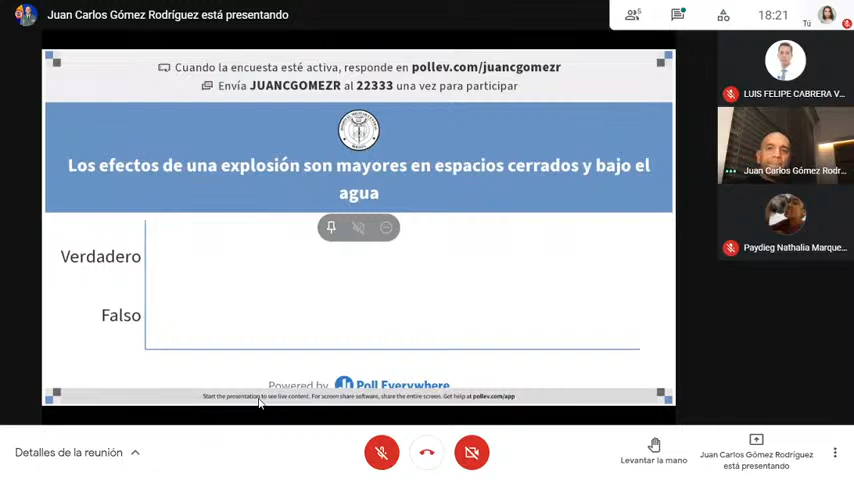 Juan Carlos Gómez Rodríguez está presentando
6
18:21
Tú
Cuando la encuesta esté activa, responde en pollev.com/juancgomezr
Envía JUANCGOMEZR al 22333 una vez para participar
Los efectos de una explosión son mayores en espacios cerrados y bajo el
agua
Verdadero
Falso
Powered by Poll Everywhere
Start the presentation to see live content. For screen share software, share the entire screen. Get help at pollev.com/app
LUIS FELIPE CABRERA V...
Juan Carlos Gómez Rodr...
Paydieg Nathalia Marque...
Detalles de la reunión
Levantar la mano
Juan Carlos Gómez Rodríguez
está presentando